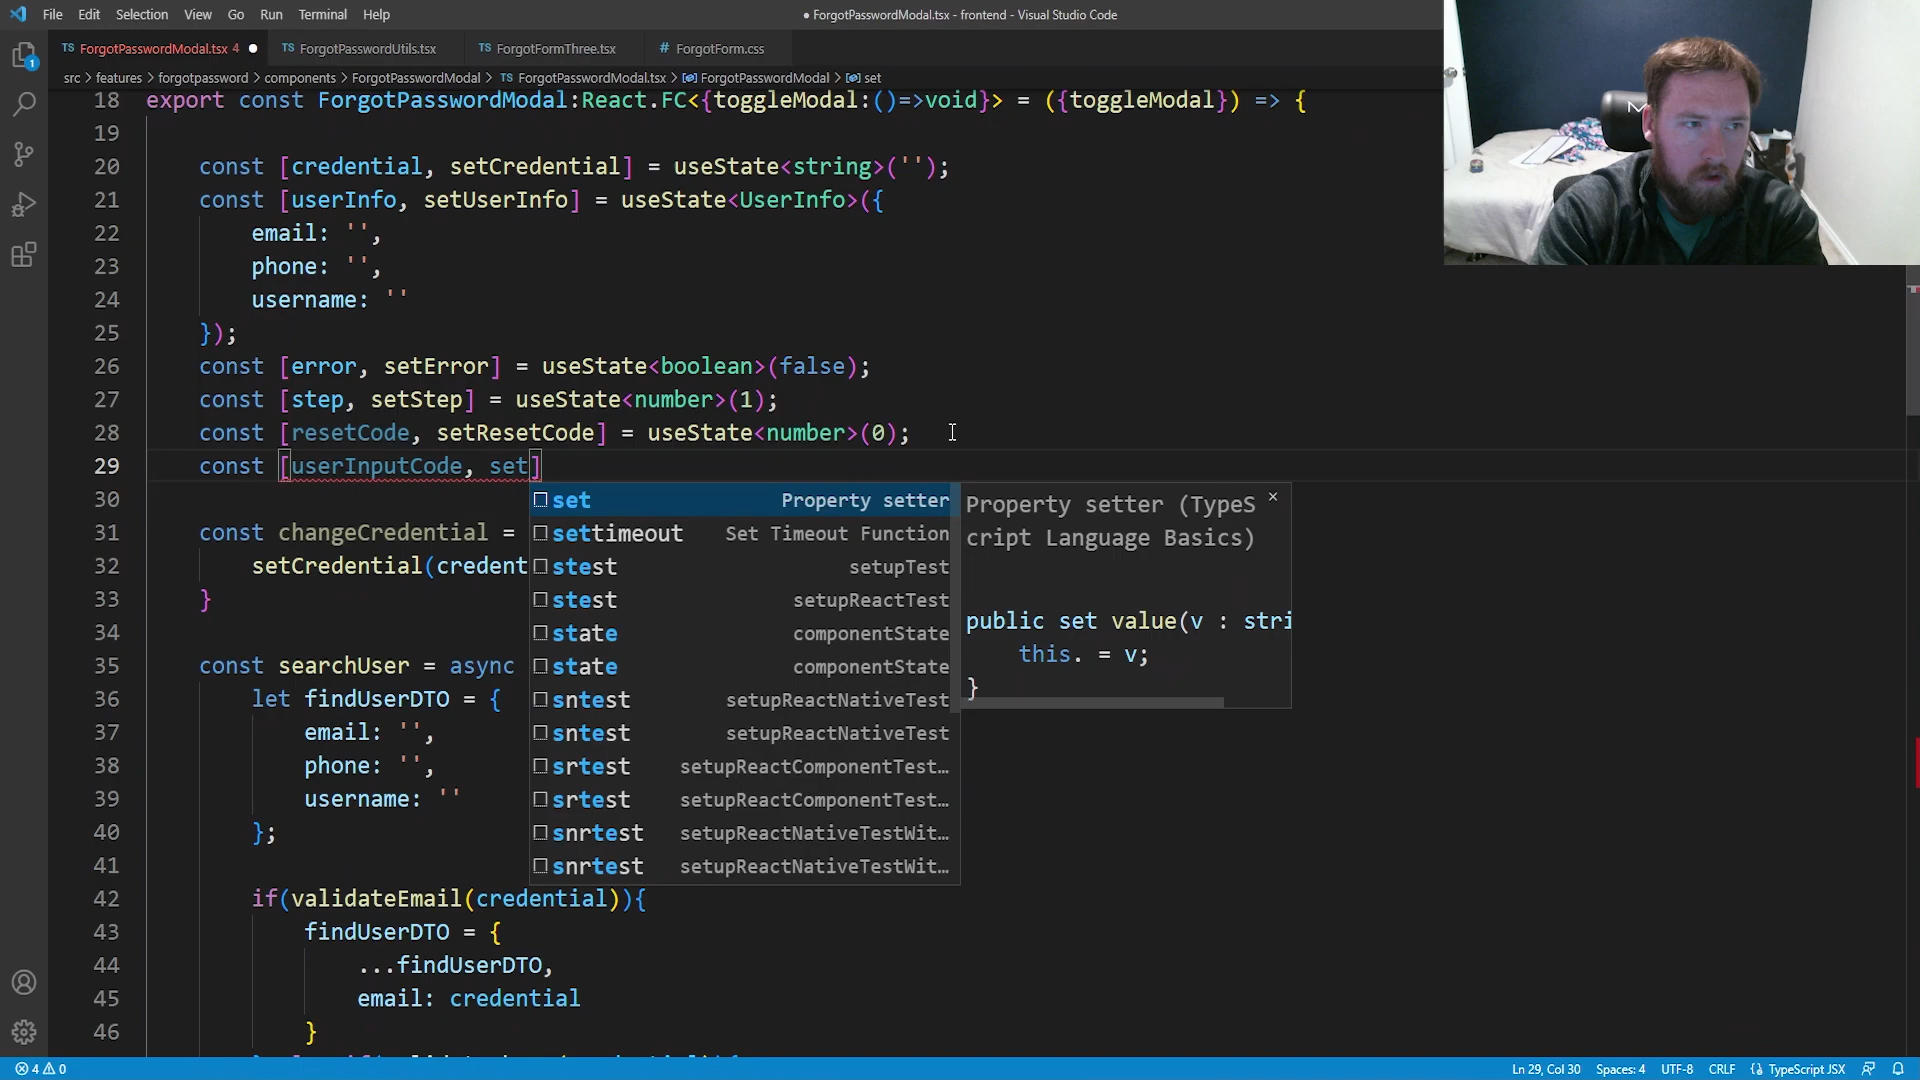 File Edit Selection View Go Run Terminal Help
● ForgotPasswordModal.tsx - frontend - Visual Studio Code
TS ForgotPasswordModal.tsx 4 ●
TS ForgotPasswordUtils.tsx
TS ForgotFormThree.tsx
# ForgotForm.css
src > features > forgotpassword > components > ForgotPasswordModal > TS ForgotPasswordModal.tsx > ForgotPasswordModal > set
1
18 export const ForgotPasswordModal:React.FC<{toggleModal:()=>void}> = ({toggleModal}) => {
19
20 const [credential, setCredential] = useState<string>('');
21 const [userInfo, setUserInfo] = useState<UserInfo>({
22 email: '',
23 phone: '',
24 username: ''
25 });
26 const [error, setError] = useState<boolean>(false);
27 const [step, setStep] = useState<number>(1);
28 const [resetCode, setResetCode] = useState<number>(0);
29 const [userInputCode, set]
30
31 const changeCredential =
32 setCredential(credent
33 }
34
35 const searchUser = async
36 let findUserDTO = {
37 email: '',
38 phone: '',
39 username: ''
40 };
41
42 if(validateEmail(credential)){
43 findUserDTO = {
44 ...findUserDTO,
45 email: credential
46 }
set Property setter
settimeout Set Timeout Function
stest setupTest
stest setupReactTest
state componentState
state componentState
sntest setupReactNativeTest
sntest setupReactNativeTest
srtest setupReactComponentTest…
srtest setupReactComponentTest…
snrtest setupReactNativeTestWit…
snrtest setupReactNativeTestWit…
Property setter (TypeS
cript Language Basics)
public set value(v : stri
this. = v;
}
4 0
Ln 29, Col 30 Spaces: 4 UTF-8 CRLF {} TypeScript JSX